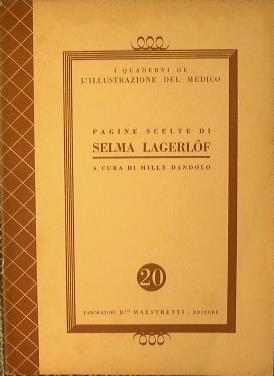 I QUADERNI DE
L'ILLUSTRAZIONE DEL MEDICO
PAGINE SCELTE DI
SELMA LAGERLÖF
A CURA DI MILLY DANDOLO
20
LABORATORI D.RI MAESTRETTI - EDITORI